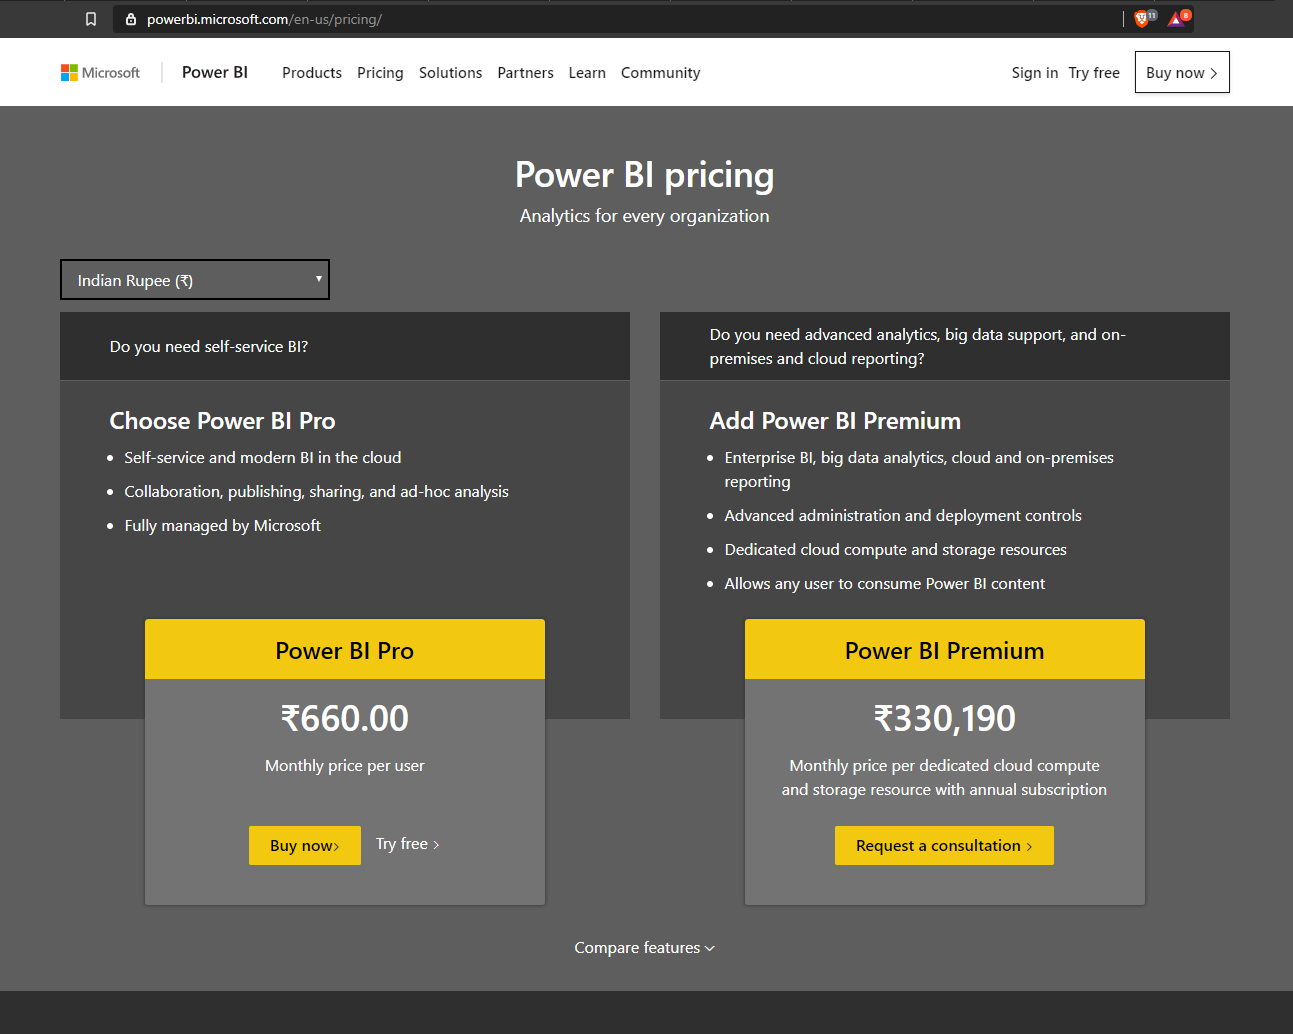 powerbi.microsoft.com/en-us/pricing/
11
8
Microsoft
Power BI
Products
Pricing
Solutions
Partners
Learn
Community
Sign in
Try free
Buy now
Power BI pricing
Analytics for every organization
Indian Rupee (₹)
Do you need self-service BI?
Choose Power BI Pro
Self-service and modern BI in the cloud
Collaboration, publishing, sharing, and ad-hoc analysis
Fully managed by Microsoft
Power BI Pro
₹660.00
Monthly price per user
Buy now
Try free
Do you need advanced analytics, big data support, and on-
premises and cloud reporting?
Add Power BI Premium
Enterprise BI, big data analytics, cloud and on-premises
reporting
Advanced administration and deployment controls
Dedicated cloud compute and storage resources
Allows any user to consume Power BI content
Power BI Premium
₹330,190
Monthly price per dedicated cloud compute
and storage resource with annual subscription
Request a consultation
Compare features